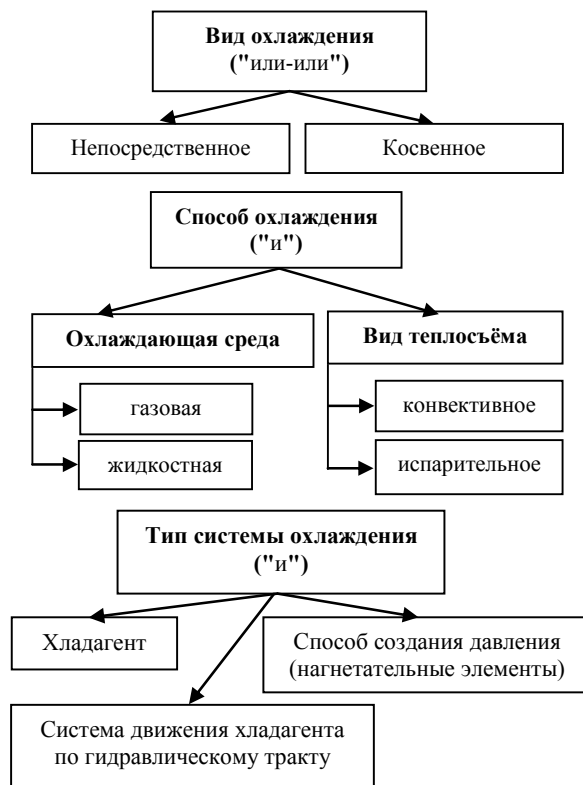 Вид охлаждения
("или-или")
Непосредственное
Косвенное
Способ охлаждения
("и")
Охлаждающая среда
Вид теплосъёма
газовая
конвективное
жидкостная
испарительное
Тип системы охлаждения
("и")
Хладагент
Способ создания давления
(нагнетательные элементы)
Система движения хладагента
по гидравлическому тракту